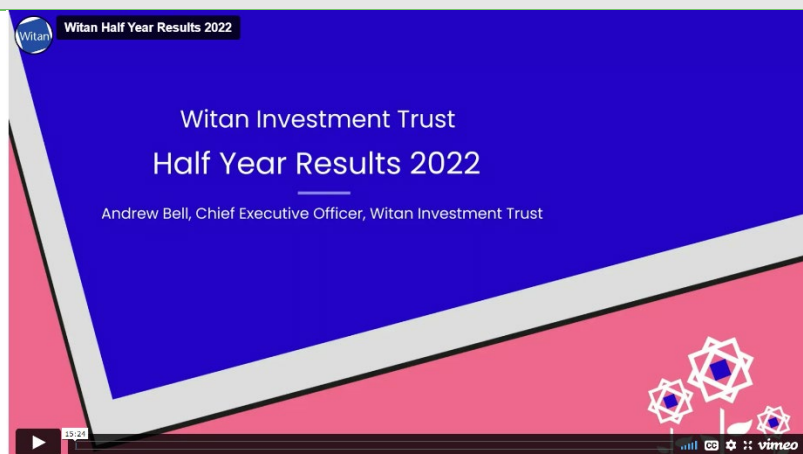 Witan
Witan Half Year Results 2022
Witan Investment Trust
Half Year Results 2022
Andrew Bell, Chief Executive Officer, Witan Investment Trust
15:24
CC
vimeo